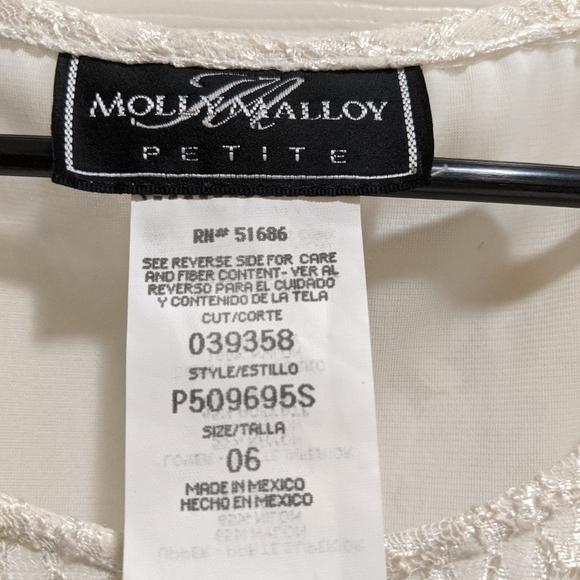 MOLLY MALLOY
PETITE
RN# 51686
SEE REVERSE SIDE FOR CARE
AND FIBER CONTENT- VER AL
REVERSO PARA EL CUIDADO
Y CONTENIDO DE LA TELA
CUT/CORTE
039358
STYLE/ESTILLO
P509695S
SIZE/TALLA
06
MADE IN MEXICO
HECHO EN MEXICO